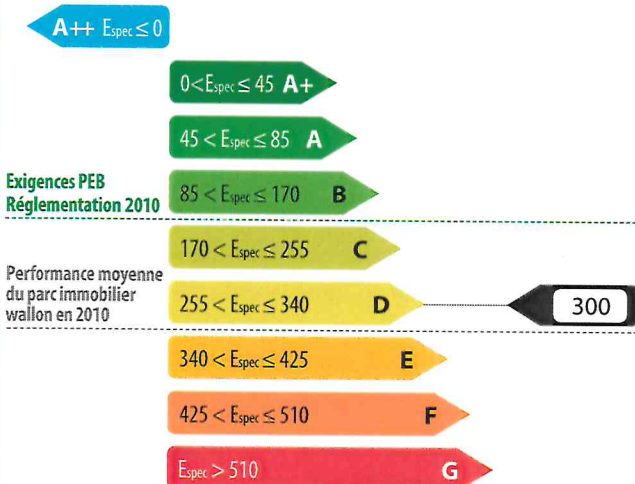 A++ Espec ≤ 0
0 < Espec ≤ 45 A+
45 < Espec ≤ 85 A
Exigences PEB
Réglementation 2010
85 < Espec ≤ 170 B
170 < Espec ≤ 255 C
Performance moyenne
du parc immobilier
wallon en 2010
255 < Espec ≤ 340 D
300
340 < Espec ≤ 425 E
425 < Espec ≤ 510 F
Espec > 510 G